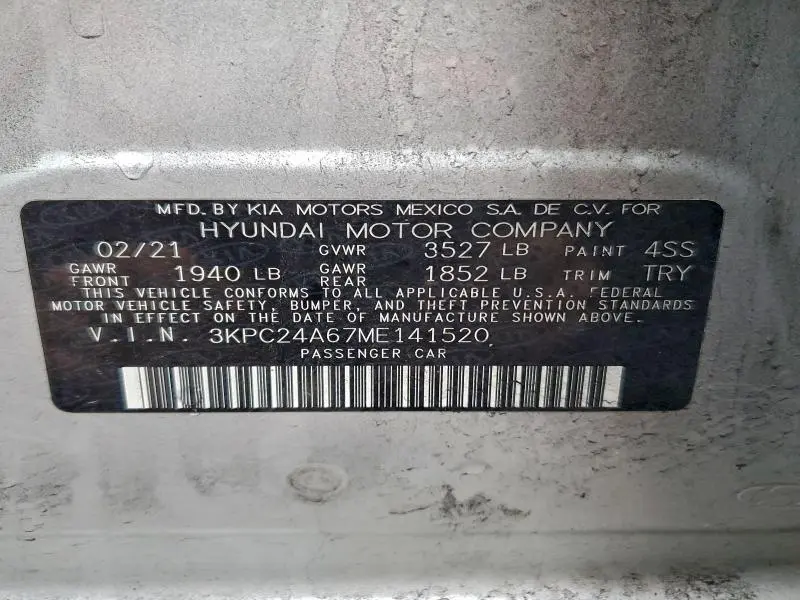 MFD. BY KIA MOTORS MEXICO S.A. DE C.V. FOR
HYUNDAI MOTOR COMPANY
02/21 GVWR 3527 LB PAINT 4SS
GAWR FRONT 1940 LB GAWR REAR 1852 LB TRIM TRY
THIS VEHICLE CONFORMS TO ALL APPLICABLE U.S.A. FEDERAL
MOTOR VEHICLE SAFETY, BUMPER, AND THEFT PREVENTION STANDARDS
IN EFFECT ON THE DATE OF MANUFACTURE SHOWN ABOVE.
V.I.N. 3KPC24A67ME141520
PASSENGER CAR